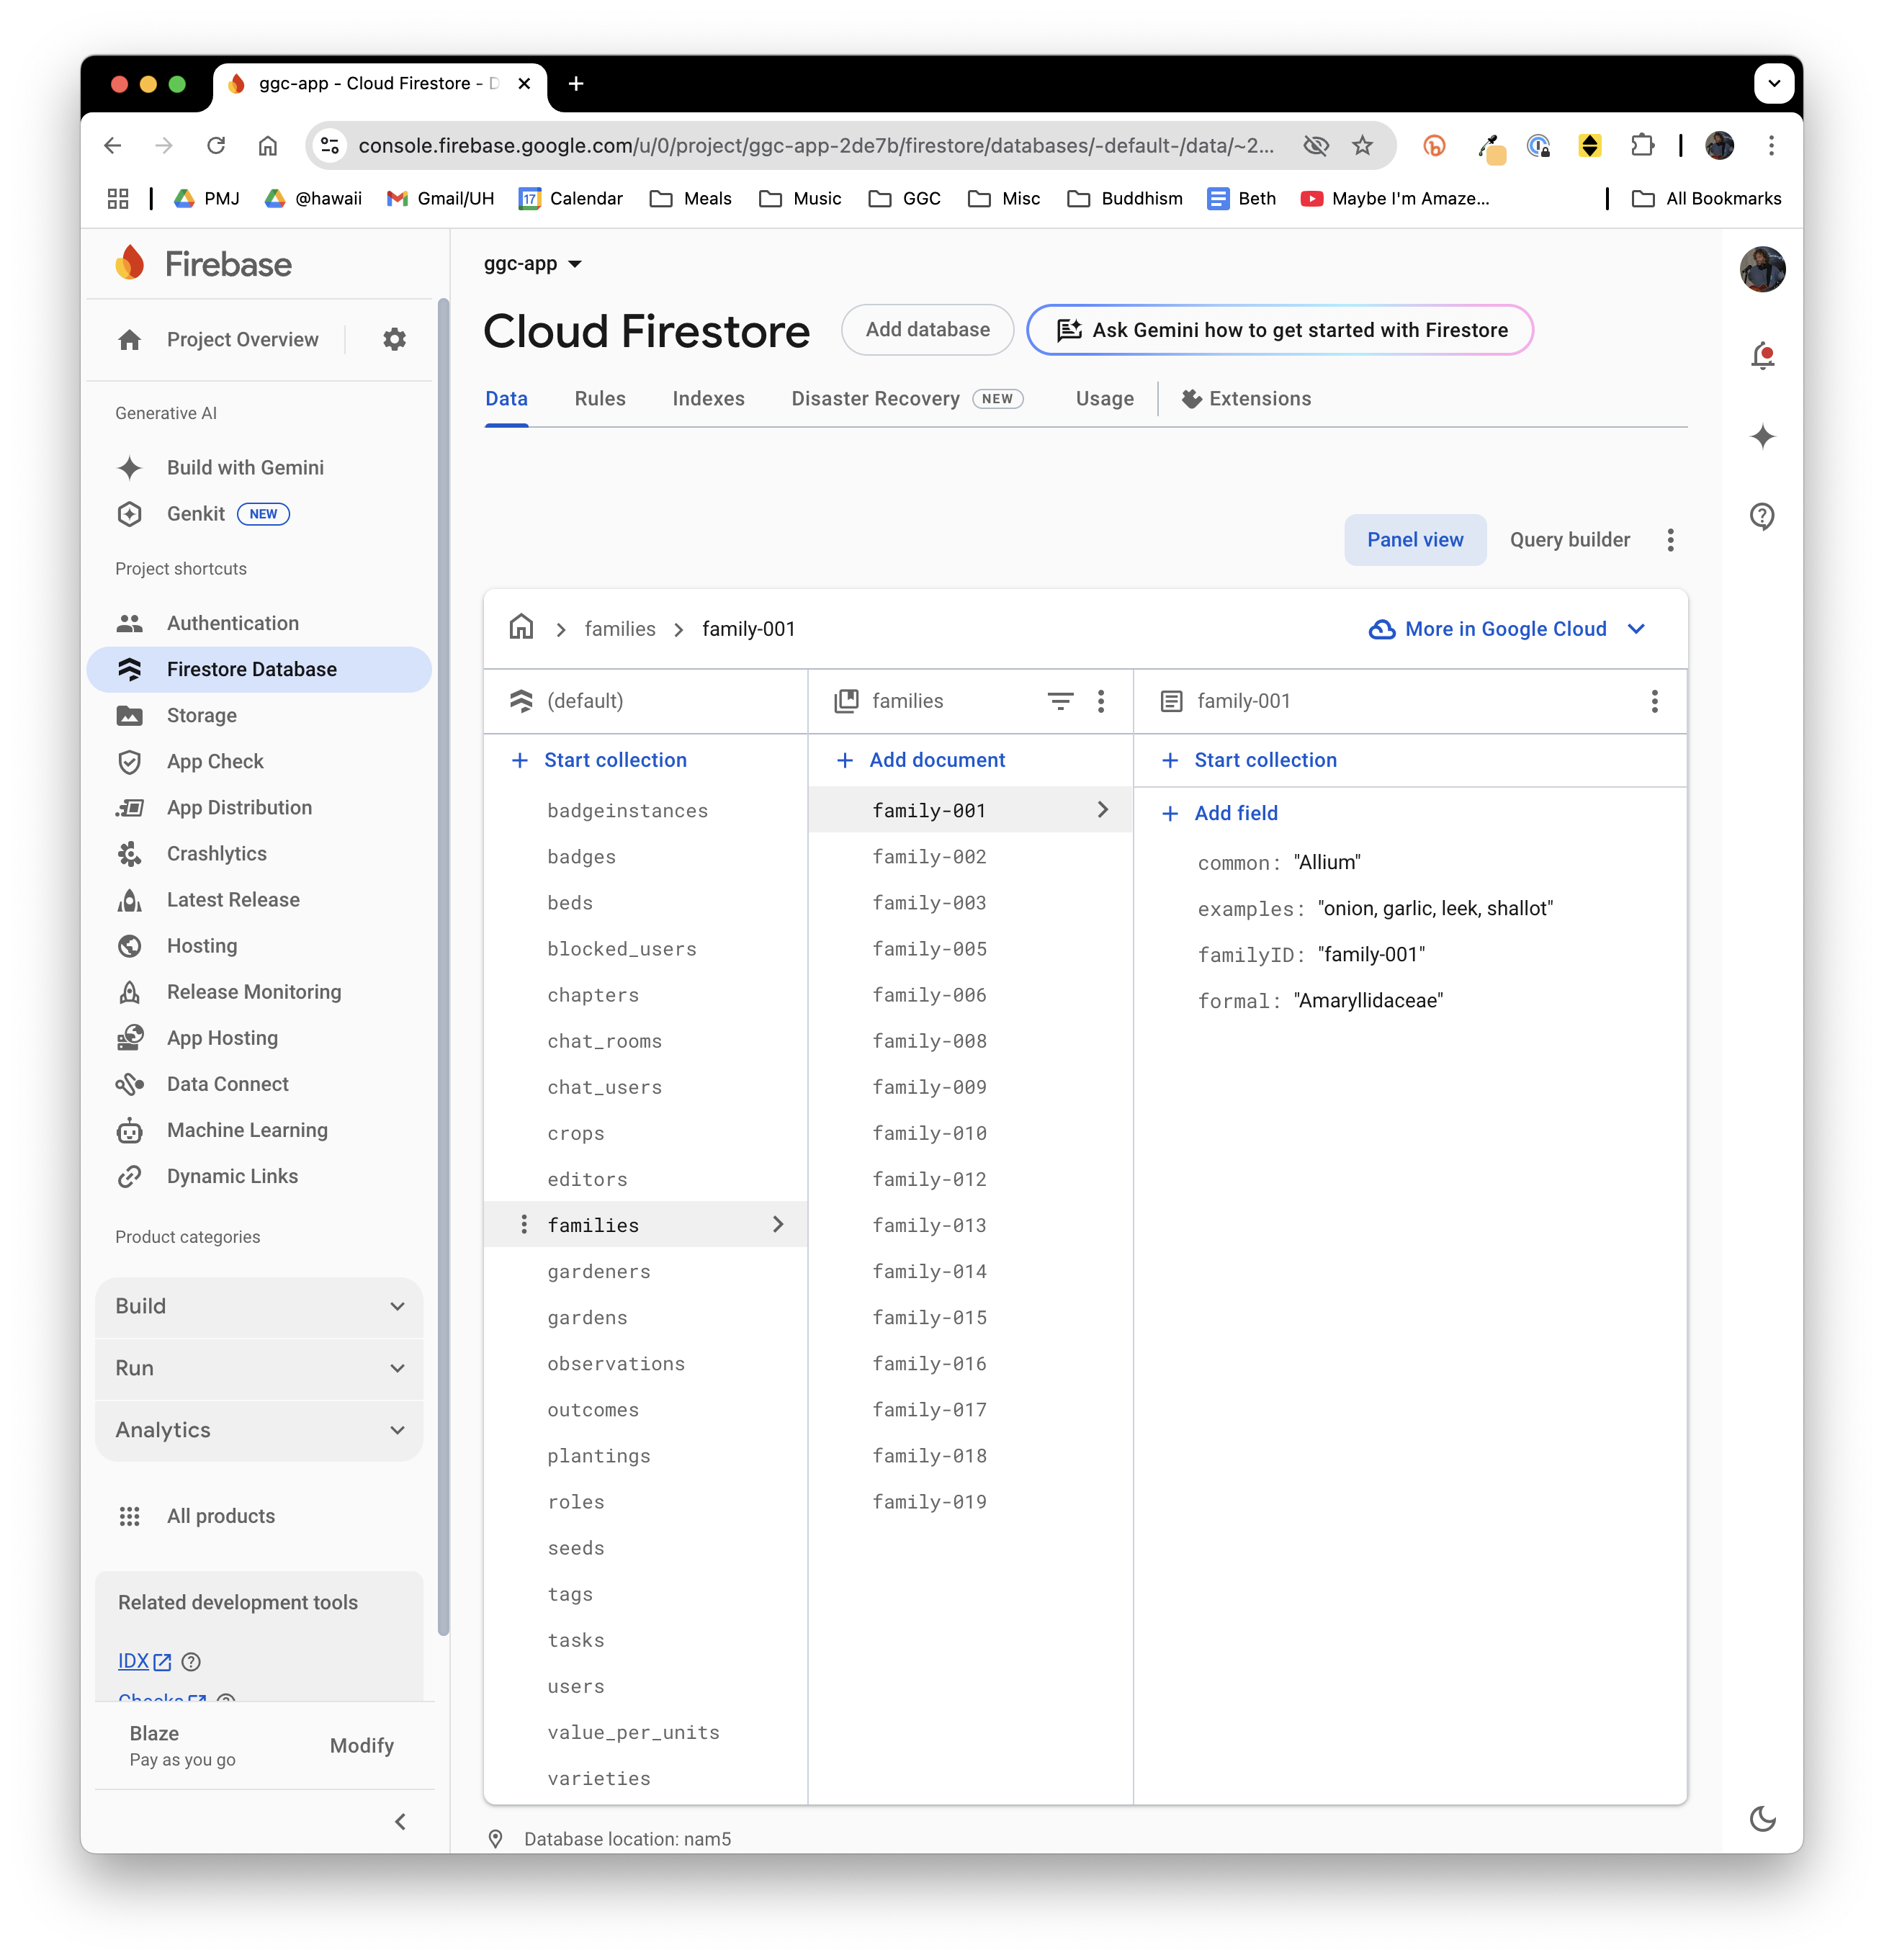 ggc-app - Cloud Firestore - D
console.firebase.google.com/u/0/project/ggc-app-2de7b/firestore/databases/-default-/data/~2...
PMJ @hawaii Gmail/UH 17 Calendar Meals Music GGC Misc Buddhism Beth Maybe I'm Amaze... All Bookmarks
Firebase
Project Overview
Generative AI
Build with Gemini
Genkit NEW
Project shortcuts
Authentication
Firestore Database
Storage
App Check
App Distribution
Crashlytics
Latest Release
Hosting
Release Monitoring
App Hosting
Data Connect
Machine Learning
Dynamic Links
Product categories
Build
Run
Analytics
All products
Related development tools
IDX
Checks
Blaze
Pay as you go
Modify
ggc-app
Cloud Firestore Add database Ask Gemini how to get started with Firestore
Data Rules Indexes Disaster Recovery NEW Usage Extensions
Panel view Query builder
families family-001 More in Google Cloud
(default)
Start collection
badgeinstances
badges
beds
blocked_users
chapters
chat_rooms
chat_users
crops
editors
families
gardeners
gardens
observations
outcomes
plantings
roles
seeds
tags
tasks
users
value_per_units
varieties
families
Add document
family-001
family-002
family-003
family-005
family-006
family-008
family-009
family-010
family-012
family-013
family-014
family-015
family-016
family-017
family-018
family-019
family-001
Start collection
Add field
common: "Allium"
examples: "onion, garlic, leek, shallot"
familyID: "family-001"
formal: "Amaryllidaceae"
Database location: nam5